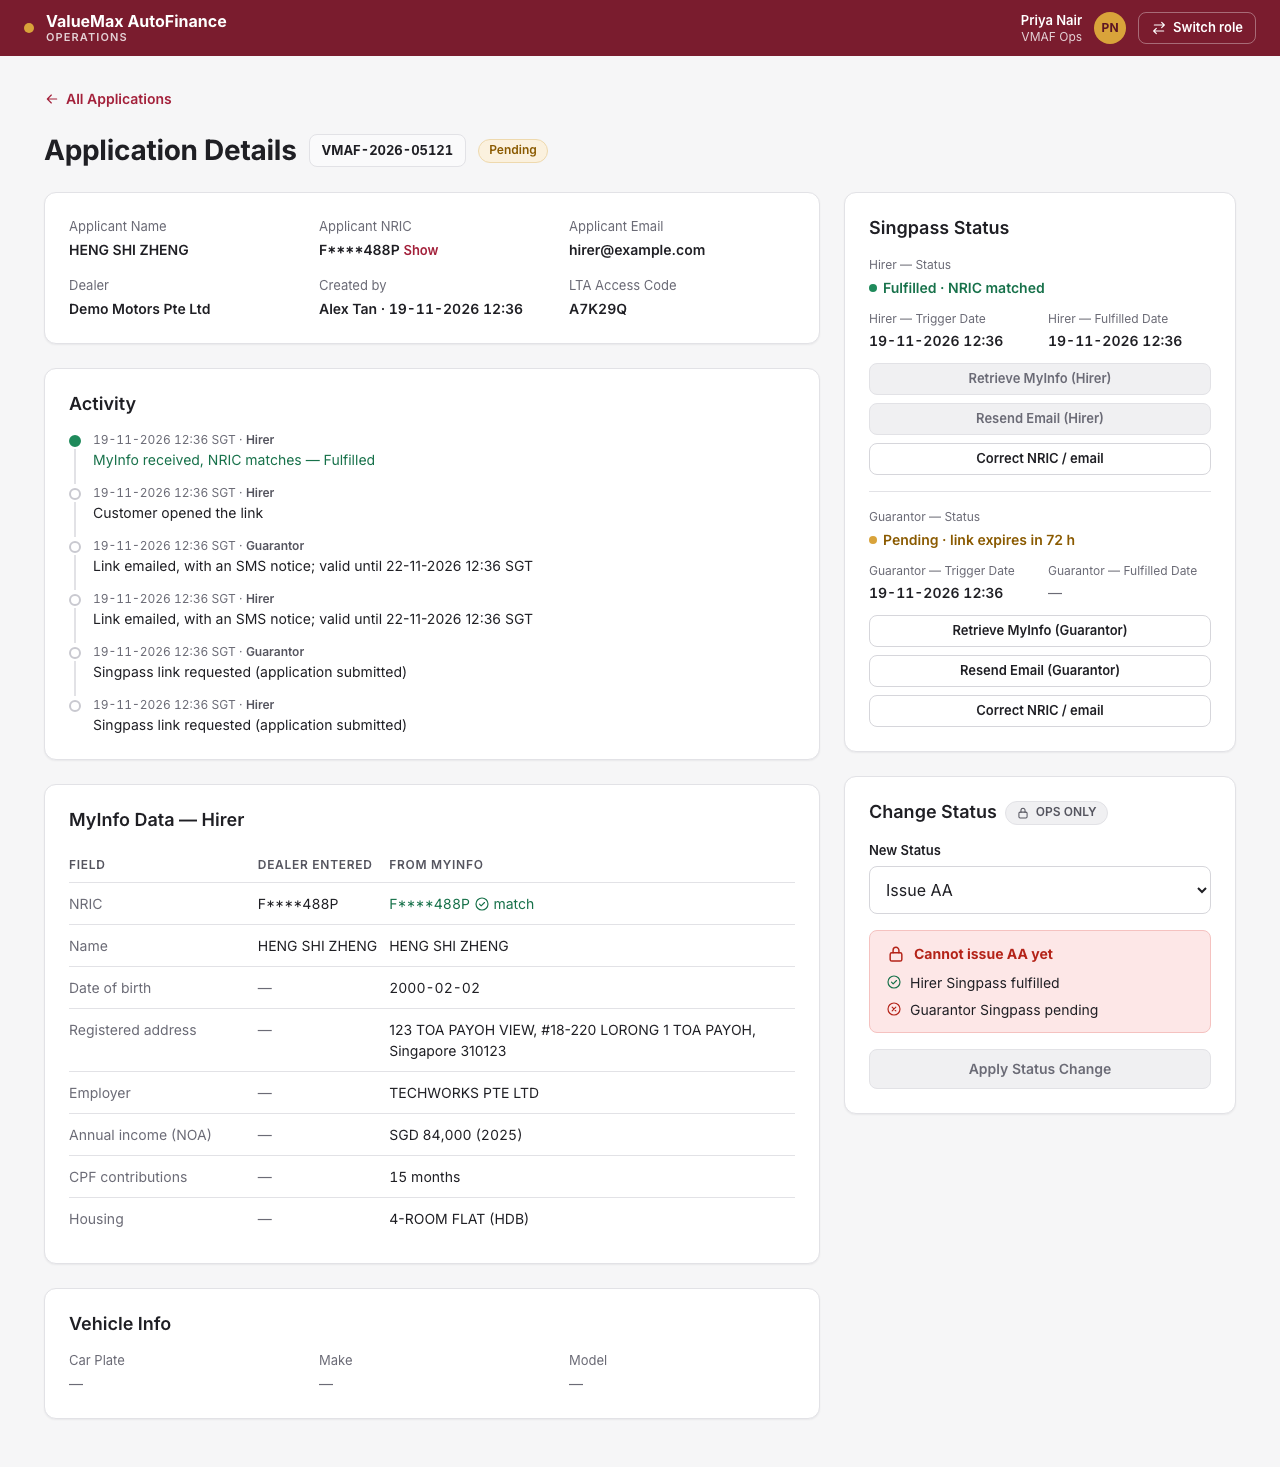 ValueMax AutoFinance
OPERATIONS
Priya Nair
VMAF Ops
PN
Switch role
← All Applications
Application Details
VMAF-2026-05121
Pending
Applicant Name
HENG SHI ZHENG
Applicant NRIC
F****488P Show
Applicant Email
hirer@example.com
Dealer
Demo Motors Pte Ltd
Created by
Alex Tan · 19-11-2026 12:36
LTA Access Code
A7K29Q
Activity
19-11-2026 12:36 SGT · Hirer
MyInfo received, NRIC matches — Fulfilled
19-11-2026 12:36 SGT · Hirer
Customer opened the link
19-11-2026 12:36 SGT · Guarantor
Link emailed, with an SMS notice; valid until 22-11-2026 12:36 SGT
19-11-2026 12:36 SGT · Hirer
Link emailed, with an SMS notice; valid until 22-11-2026 12:36 SGT
19-11-2026 12:36 SGT · Guarantor
Singpass link requested (application submitted)
19-11-2026 12:36 SGT · Hirer
Singpass link requested (application submitted)
MyInfo Data — Hirer
FIELD DEALER ENTERED FROM MYINFO
NRIC F****488P F****488P match
Name HENG SHI ZHENG HENG SHI ZHENG
Date of birth — 2000-02-02
Registered address — 123 TOA PAYOH VIEW, #18-220 LORONG 1 TOA PAYOH,
Singapore 310123
Employer — TECHWORKS PTE LTD
Annual income (NOA) — SGD 84,000 (2025)
CPF contributions — 15 months
Housing — 4-ROOM FLAT (HDB)
Vehicle Info
Car Plate
—
Make
—
Model
—
Singpass Status
Hirer — Status
Fulfilled · NRIC matched
Hirer — Trigger Date
19-11-2026 12:36
Hirer — Fulfilled Date
19-11-2026 12:36
Retrieve MyInfo (Hirer)
Resend Email (Hirer)
Correct NRIC / email
Guarantor — Status
Pending · link expires in 72 h
Guarantor — Trigger Date
19-11-2026 12:36
Guarantor — Fulfilled Date
—
Retrieve MyInfo (Guarantor)
Resend Email (Guarantor)
Correct NRIC / email
Change Status
OPS ONLY
New Status
Issue AA
Cannot issue AA yet
Hirer Singpass fulfilled
Guarantor Singpass pending
Apply Status Change